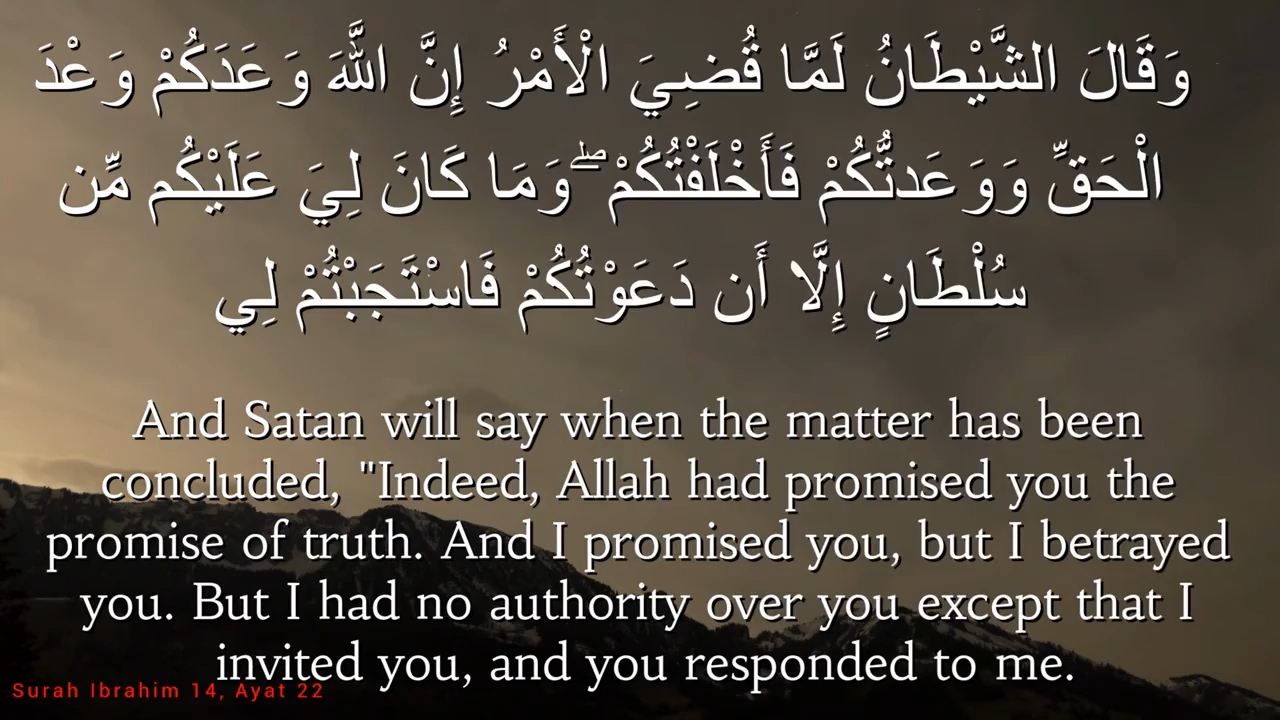 وَقَالَ الشَّيْطَانُ لَمَّا قُضِيَ الْأَمْرُ إِنَّ اللَّهَ وَعَدَكُمْ وَعْدَ
الْحَقِّ وَوَعَدتُّكُمْ فَأَخْلَفْتُكُمْ ۖ وَمَا كَانَ لِيَ عَلَيْكُم مِّن
سُلْطَانٍ إِلَّا أَن دَعَوْتُكُمْ فَاسْتَجَبْتُمْ لِي
And Satan will say when the matter has been
concluded, "Indeed, Allah had promised you the
promise of truth. And I promised you, but I betrayed
you. But I had no authority over you except that I
invited you, and you responded to me.
Surah Ibrahim 14, Ayat 22